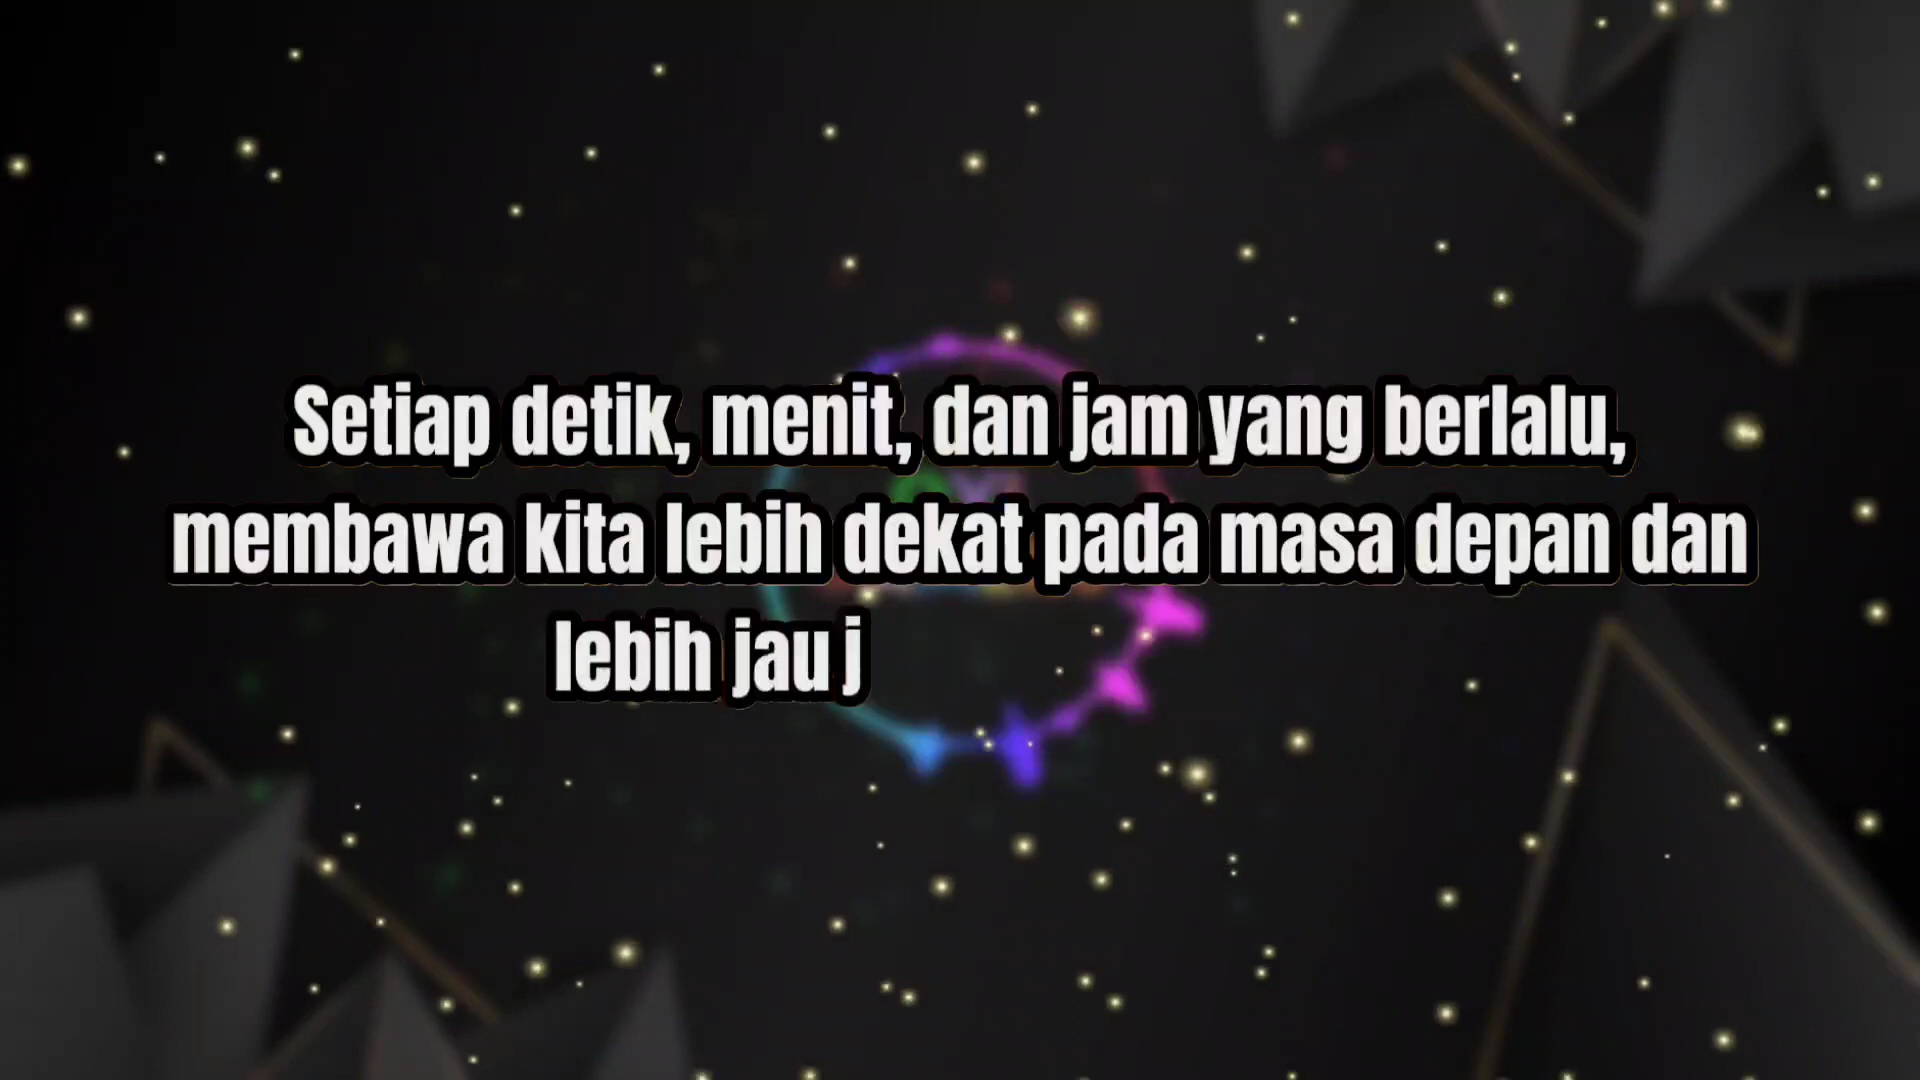 Setiap detik, menit, dan jam yang berlalu,
membawa kita lebih dekat pada masa depan dan
lebih jau j